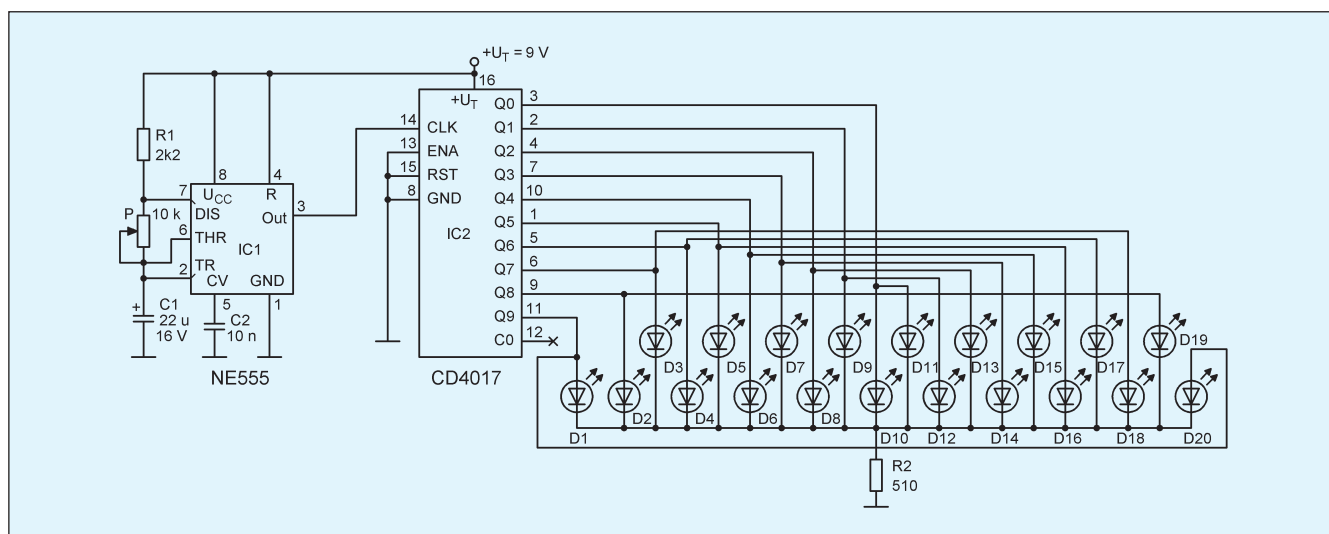 +U_T = 9 V
16
+U_T
R1
2k2
8
4
U_CC
R
7
DIS
P
10 k
6
THR
IC1
Out
3
2
TR
CV
GND
5
1
+
C1
22 u
16 V
C2
10 n
NE555
14
CLK
13
ENA
15
RST
8
GND
IC2
Q0
3
Q1
2
Q2
4
Q3
7
Q4
10
Q5
1
Q6
5
Q7
6
Q8
9
Q9
11
C0
12
CD4017
D3
D5
D7
D9
D11
D13
D15
D17
D19
D1
D2
D4
D6
D8
D10
D12
D14
D16
D18
D20
R2
510